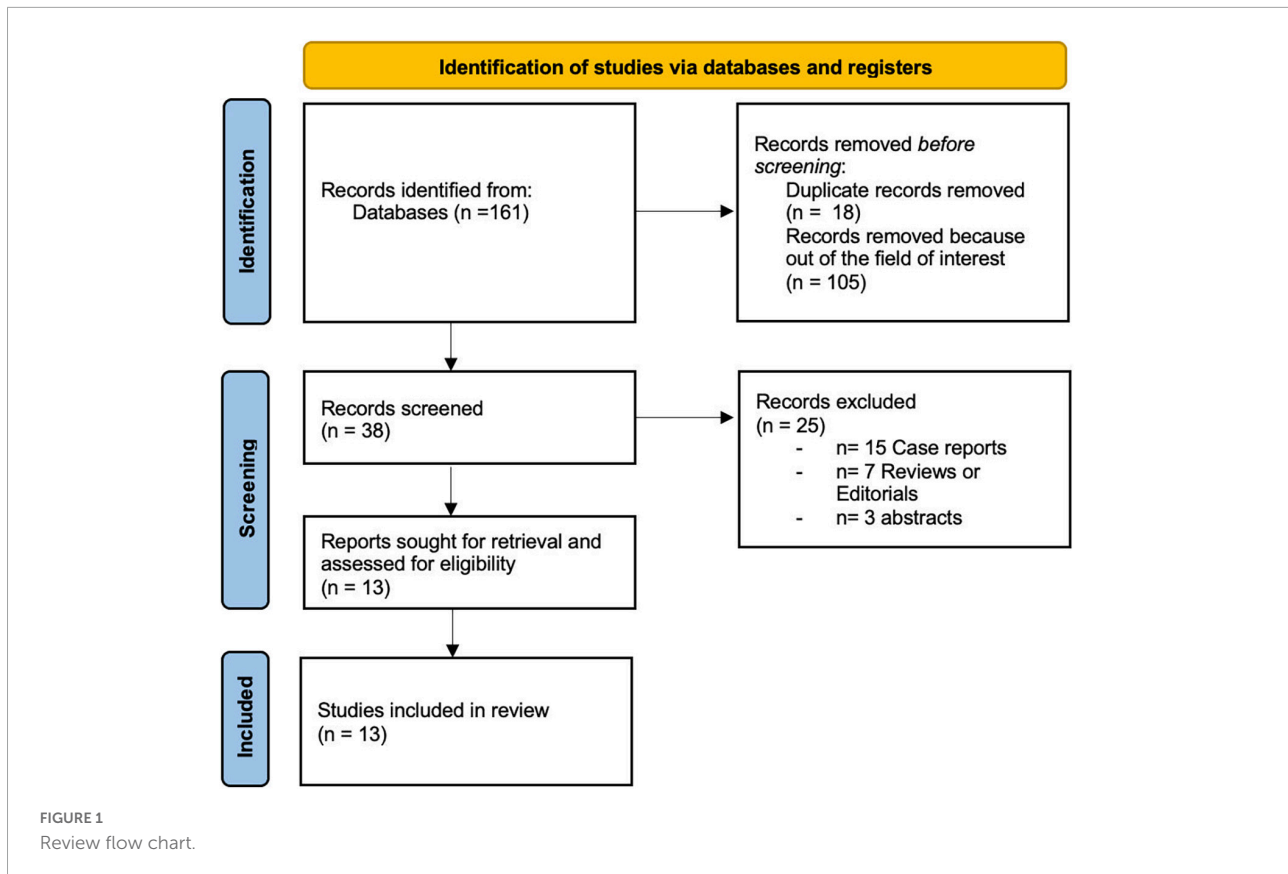 Identification of studies via databases and registers
Identification
Records identified from:
Databases (n =161)
Records removed before
screening:
Duplicate records removed
(n = 18)
Records removed because
out of the field of interest
(n = 105)
Screening
Records screened
(n = 38)
Records excluded
(n = 25)
- n= 15 Case reports
- n= 7 Reviews or
Editorials
- n= 3 abstracts
Reports sought for retrieval and
assessed for eligibility
(n = 13)
Included
Studies included in review
(n = 13)
FIGURE 1
Review flow chart.